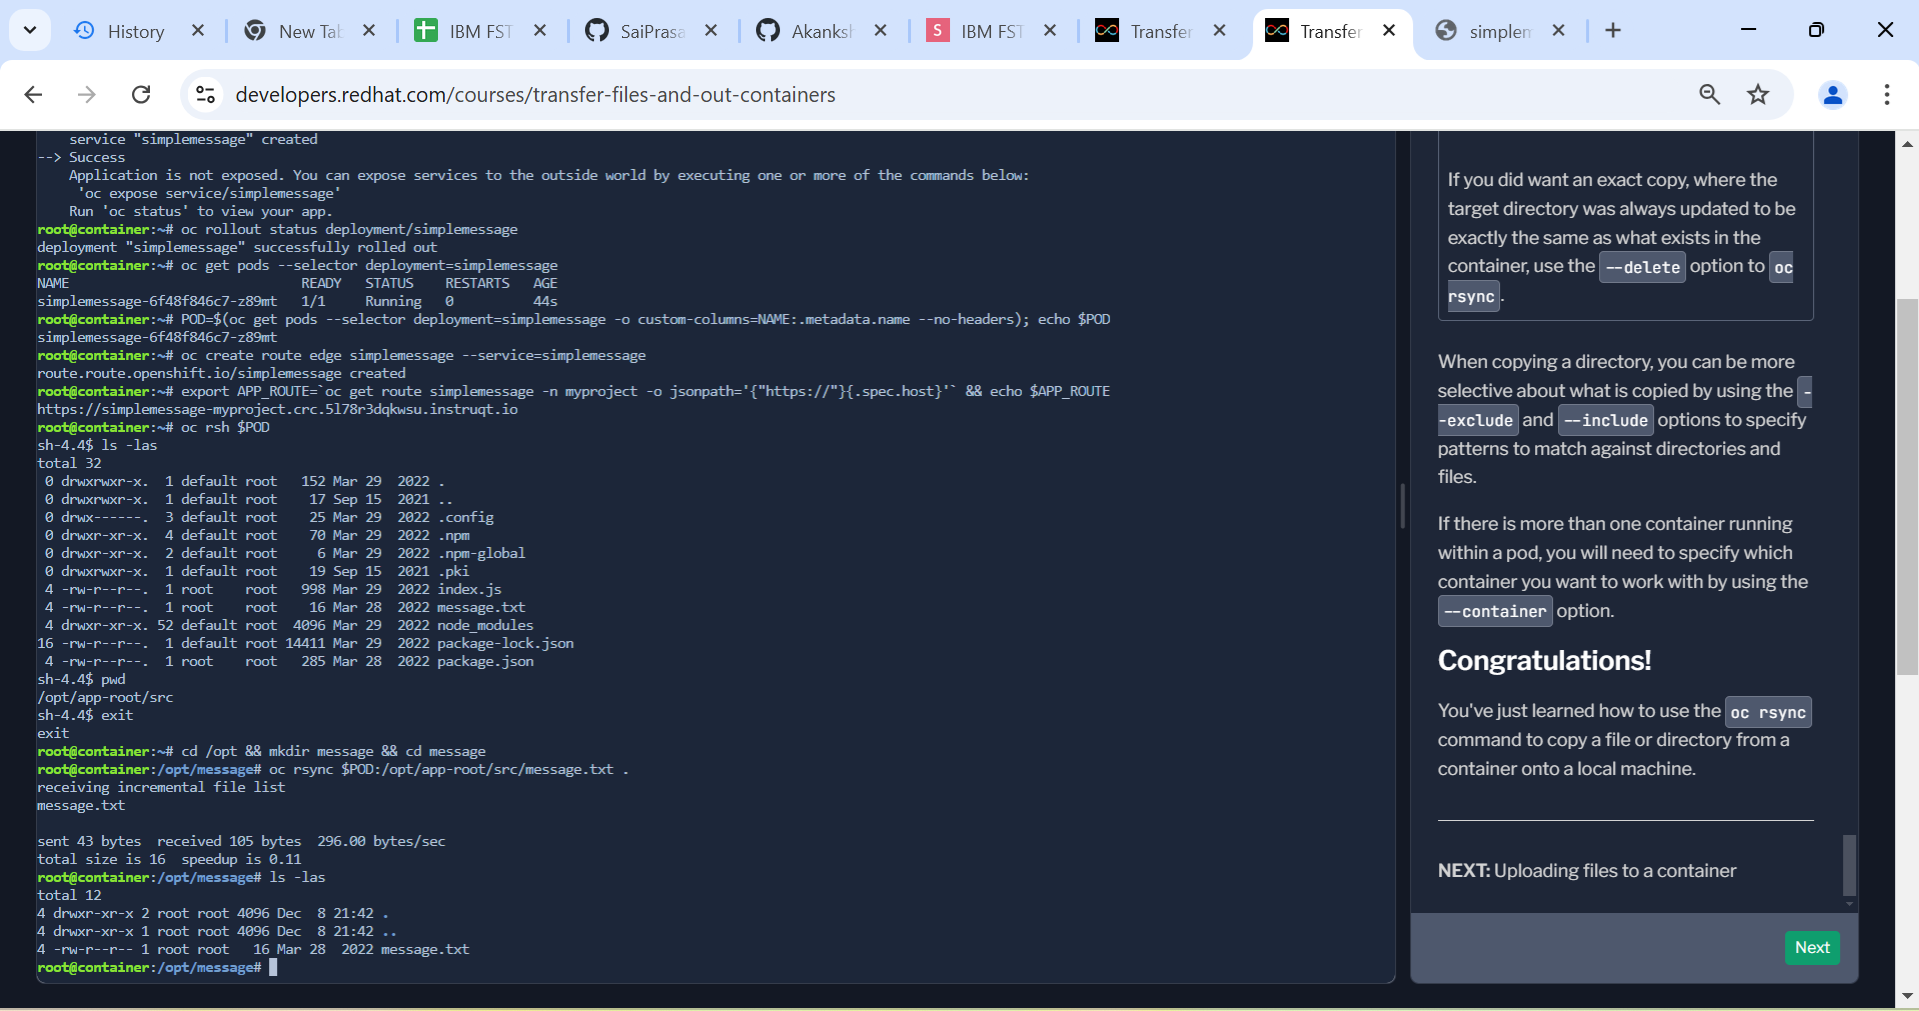 History
New Tab
IBM FST
SaiPrasa
Akanksh
IBM FST
Transfer
Transfer
simplem
developers.redhat.com/courses/transfer-files-and-out-containers
service "simplemessage" created
--> Success
Application is not exposed. You can expose services to the outside world by executing one or more of the commands below:
'oc expose service/simplemessage'
Run 'oc status' to view your app.
root@container:~# oc rollout status deployment/simplemessage
deployment "simplemessage" successfully rolled out
root@container:~# oc get pods --selector deployment=simplemessage
NAME READY STATUS RESTARTS AGE
simplemessage-6f48f846c7-z89mt 1/1 Running 0 44s
root@container:~# POD=$(oc get pods --selector deployment=simplemessage -o custom-columns=NAME:.metadata.name --no-headers); echo $POD
simplemessage-6f48f846c7-z89mt
root@container:~# oc create route edge simplemessage --service=simplemessage
route.route.openshift.io/simplemessage created
root@container:~# export APP_ROUTE=`oc get route simplemessage -n myproject -o jsonpath='{"https://"}{.spec.host}'` && echo $APP_ROUTE
https://simplemessage-myproject.crc.5l78r3dqkwsu.instruqt.io
root@container:~# oc rsh $POD
sh-4.4$ ls -las
total 32
0 drwxrwxr-x. 1 default root 152 Mar 29 2022 .
0 drwxrwxr-x. 1 default root 17 Sep 15 2021 ..
0 drwx------. 3 default root 25 Mar 29 2022 .config
0 drwxr-xr-x. 4 default root 70 Mar 29 2022 .npm
0 drwxr-xr-x. 2 default root 6 Mar 29 2022 .npm-global
0 drwxrwxr-x. 1 default root 19 Sep 15 2021 .pki
4 -rw-r--r--. 1 root root 998 Mar 29 2022 index.js
4 -rw-r--r--. 1 root root 16 Mar 28 2022 message.txt
4 drwxr-xr-x. 52 default root 4096 Mar 29 2022 node_modules
16 -rw-r--r--. 1 default root 14411 Mar 29 2022 package-lock.json
4 -rw-r--r--. 1 root root 285 Mar 28 2022 package.json
sh-4.4$ pwd
/opt/app-root/src
sh-4.4$ exit
exit
root@container:~# cd /opt && mkdir message && cd message
root@container:/opt/message# oc rsync $POD:/opt/app-root/src/message.txt .
receiving incremental file list
message.txt
sent 43 bytes received 105 bytes 296.00 bytes/sec
total size is 16 speedup is 0.11
root@container:/opt/message# ls -las
total 12
4 drwxr-xr-x 2 root root 4096 Dec 8 21:42 .
4 drwxr-xr-x 1 root root 4096 Dec 8 21:42 ..
4 -rw-r--r-- 1 root root 16 Mar 28 2022 message.txt
root@container:/opt/message#
If you did want an exact copy, where the
target directory was always updated to be
exactly the same as what exists in the
container, use the --delete option to oc
rsync.
When copying a directory, you can be more
selective about what is copied by using the -
-exclude and --include options to specify
patterns to match against directories and
files.
If there is more than one container running
within a pod, you will need to specify which
container you want to work with by using the
--container option.
Congratulations!
You've just learned how to use the oc rsync
command to copy a file or directory from a
container onto a local machine.
NEXT: Uploading files to a container
Next